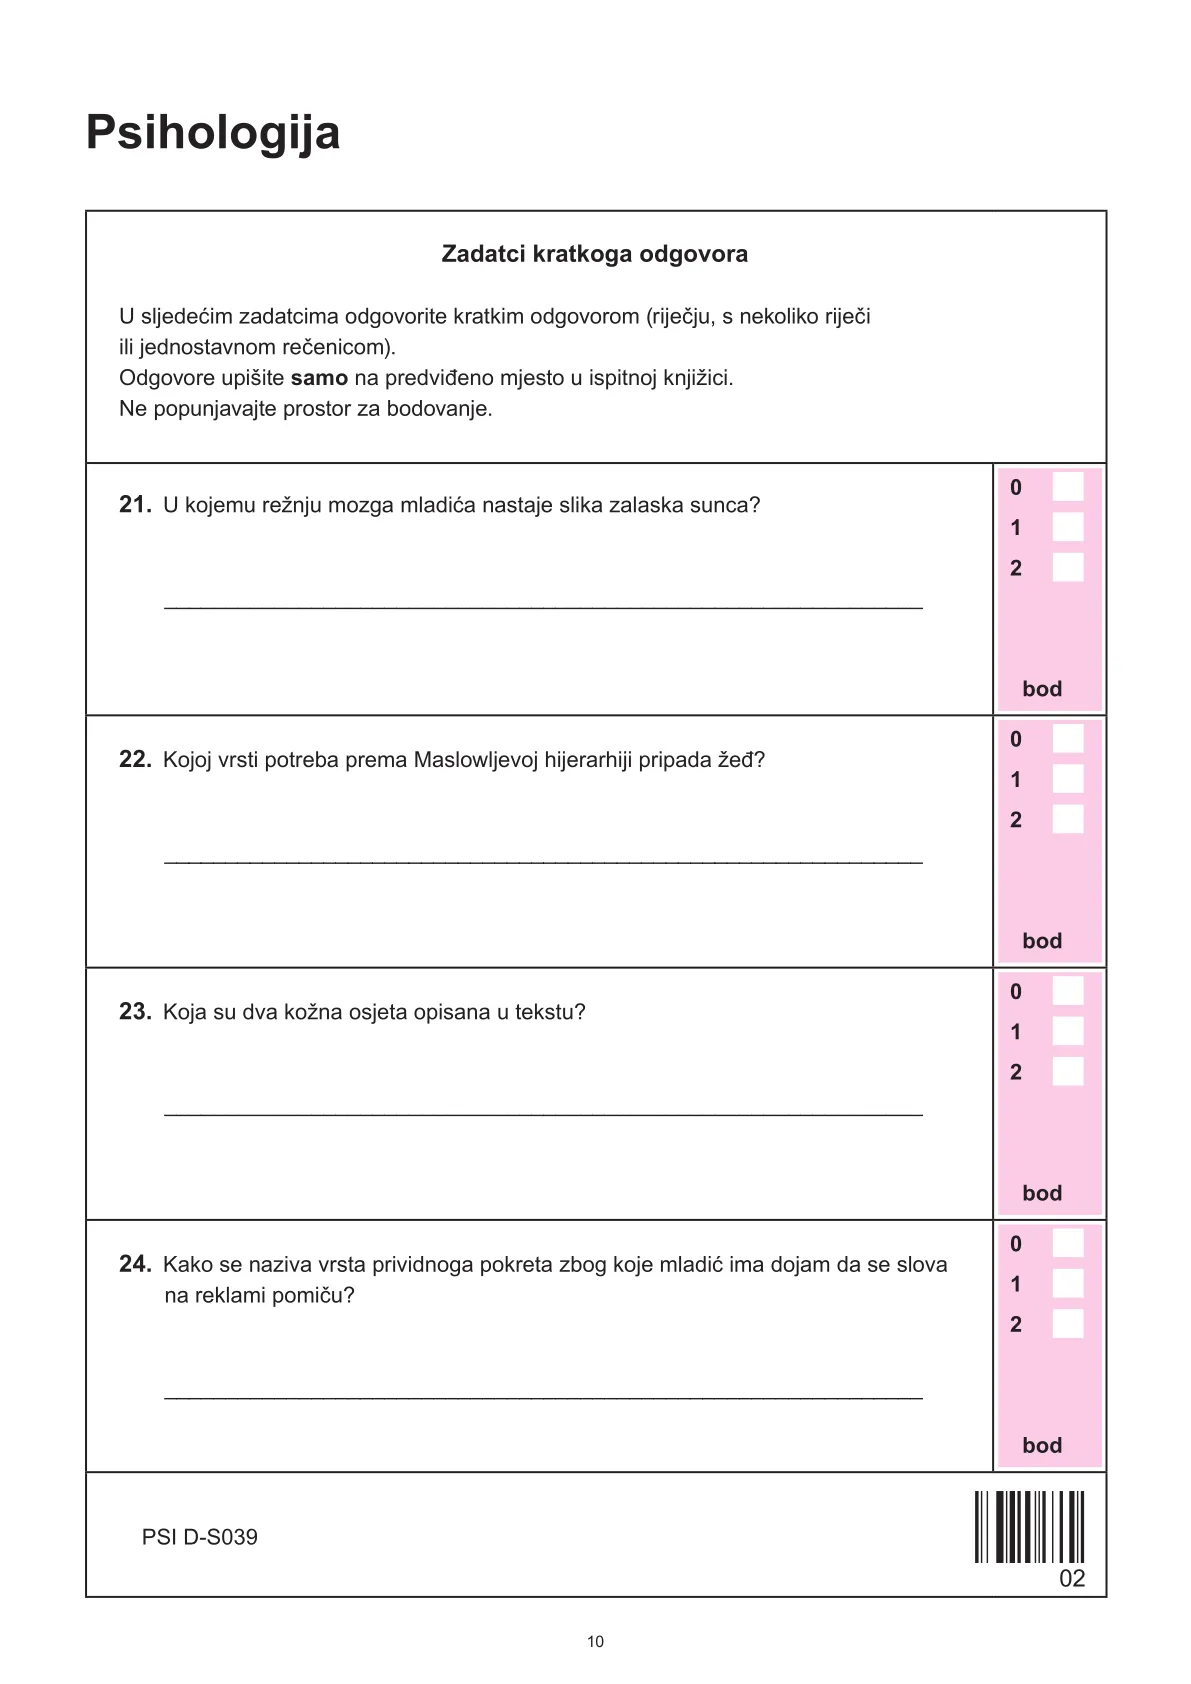 Psihologija
Zadatci kratkoga odgovora
U sljedećim zadatcima odgovorite kratkim odgovorom (riječju, s nekoliko riječi
ili jednostavnom rečenicom).
Odgovore upišite samo na predviđeno mjesto u ispitnoj knjižici.
Ne popunjavajte prostor za bodovanje.
21. U kojemu režnju mozga mladića nastaje slika zalaska sunca?
0
1
2
bod
22. Kojoj vrsti potreba prema Maslowljevoj hijerarhiji pripada žeđ?
0
1
2
bod
23. Koja su dva kožna osjeta opisana u tekstu?
0
1
2
bod
24. Kako se naziva vrsta prividnoga pokreta zbog koje mladić ima dojam da se slova
na reklami pomiču?
0
1
2
bod
PSI D-S039
02
10